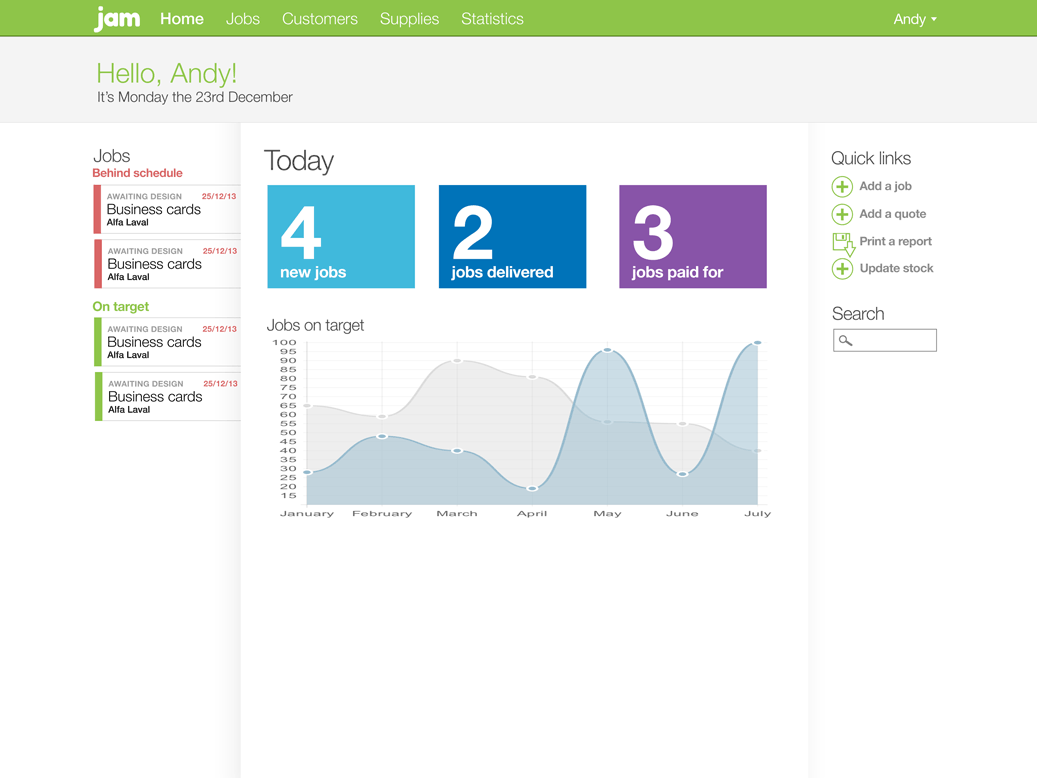 jam Home Jobs Customers Supplies Statistics Andy
Hello, Andy!
It's Monday the 23rd December
Jobs
Behind schedule
AWAITING DESIGN 25/12/13
Business cards
Alfa Laval
AWAITING DESIGN 25/12/13
Business cards
Alfa Laval
On target
AWAITING DESIGN 25/12/13
Business cards
Alfa Laval
AWAITING DESIGN 25/12/13
Business cards
Alfa Laval
Today
4
new jobs
2
jobs delivered
3
jobs paid for
Jobs on target
100
95
90
85
80
75
70
65
60
55
50
45
40
35
30
25
20
15
January February March April May June July
Quick links
Add a job
Add a quote
Print a report
Update stock
Search